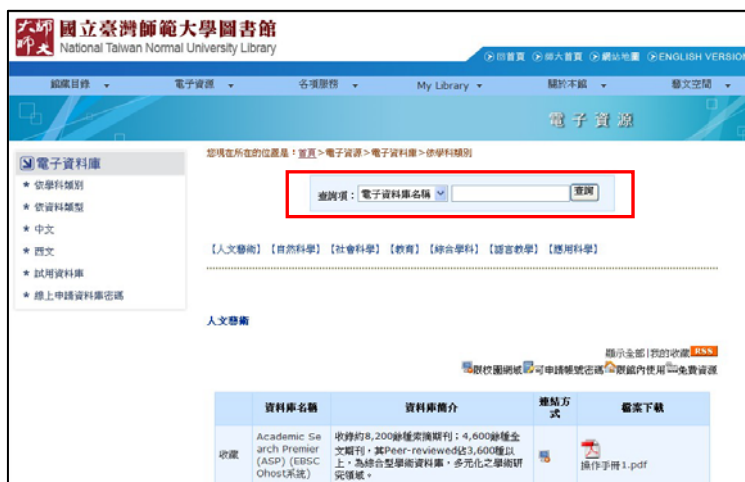 國立臺灣師範大學圖書館
National Taiwan Normal University Library
回首頁 師大首頁 網站地圖 ENGLISH VERSION
館藏目錄 電子資源 各項服務 My Library 關於本館 藝文空間
電子資源
您現在所在的位置是：首頁>電子資源>電子資料庫>依學科類別
電子資料庫
★ 依學科類別
★ 依資料類型
★ 中文
★ 西文
★ 試用資料庫
★ 線上申請資料庫密碼
查詢項：電子資料庫名稱 查詢
【人文藝術】【自然科學】【社會科學】【教育】【綜合學科】【語言教學】【應用科學】
人文藝術
顯示全部|我的收藏 RSS
限校園網域 可申請帳號密碼 限館內使用 免費資源
資料庫名稱 資料庫簡介 連結方式 檔案下載
收藏
Academic Se
arch Premier
(ASP) (EBSC
Ohost系統)
收錄約8,200餘種索摘期刊；4,600餘種全
文期刊，其Peer-reviewed佔3,600種以
上，為綜合型學術資料庫，多元化之學術研
究領域。
操作手冊1.pdf